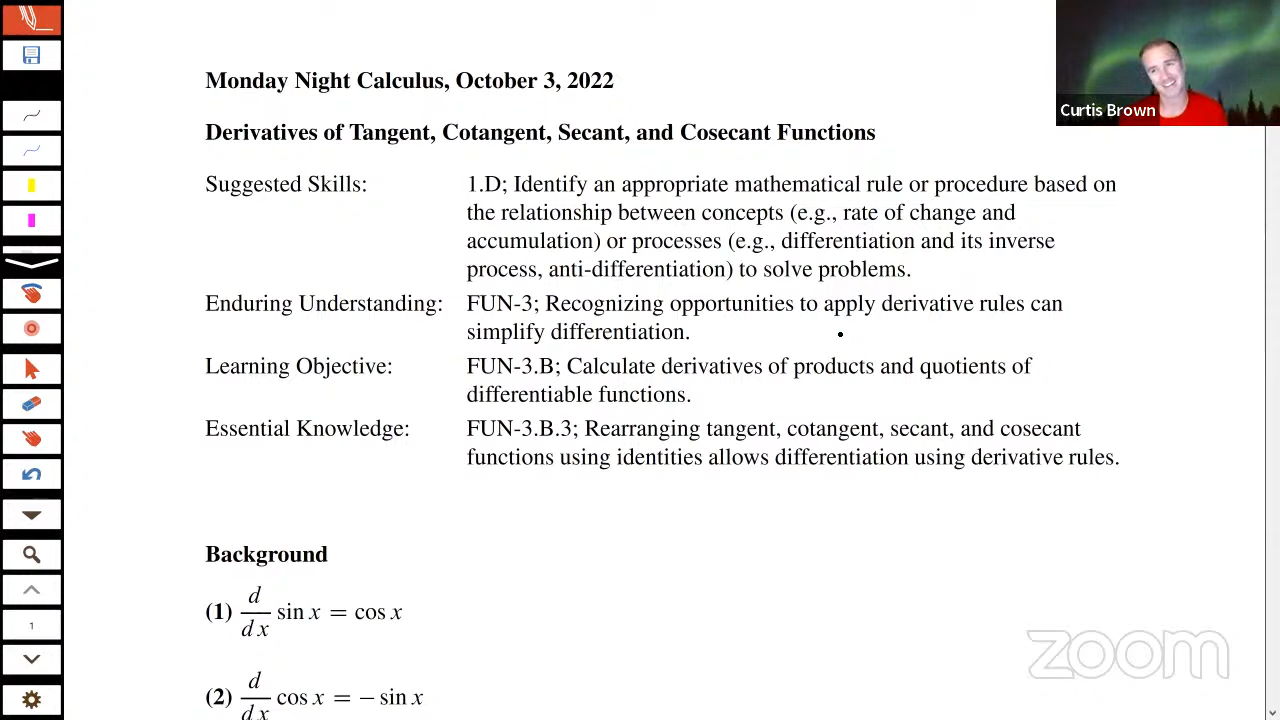 Monday Night Calculus, October 3, 2022
Curtis Brown
Derivatives of Tangent, Cotangent, Secant, and Cosecant Functions
Suggested Skills: 1.D; Identify an appropriate mathematical rule or procedure based on
the relationship between concepts (e.g., rate of change and
accumulation) or processes (e.g., differentiation and its inverse
process, anti-differentiation) to solve problems.
Enduring Understanding: FUN-3; Recognizing opportunities to apply derivative rules can
simplify differentiation.
Learning Objective: FUN-3.B; Calculate derivatives of products and quotients of
differentiable functions.
Essential Knowledge: FUN-3.B.3; Rearranging tangent, cotangent, secant, and cosecant
functions using identities allows differentiation using derivative rules.
Background
(1) d/dx sin x = cos x
1
zoom
(2) d/dx cos x = − sin x